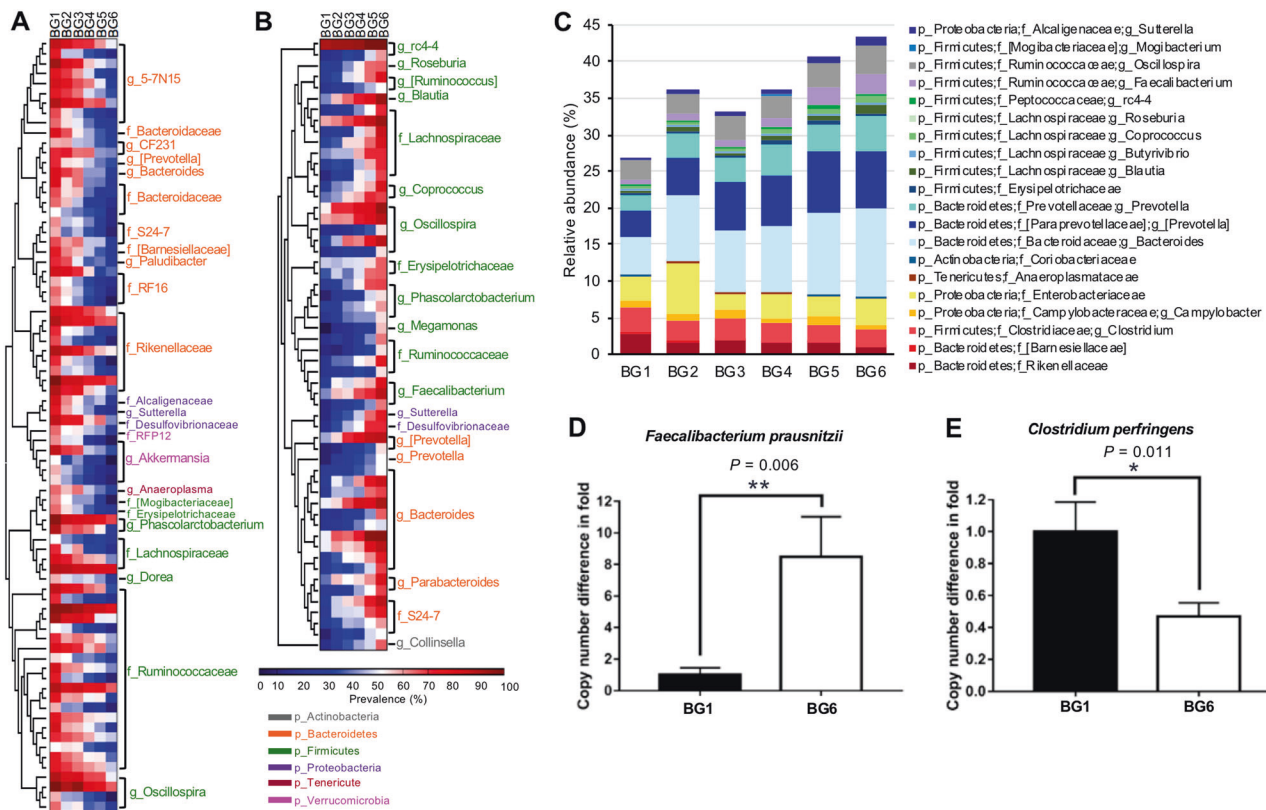 A
BG1 BG2 BG3 BG4 BG5 BG6
g_5-7N15
f_Bacteroidaceae
g_CF231
g_[Prevotella]
g_Bacteroides
f_Bacteroidaceae
f_S24-7
f_[Barnesiellaceae]
g_Paludibacter
f_RF16
f_Rikenellaceae
f_Alcaligenaceae
g_Sutterella
f_Desulfovibrionaceae
f_RFP12
g_Akkermansia
g_Anaeroplasma
f_[Mogibacteriaceae]
f_Erysipelotrichaceae
g_Phascolarctobacterium
f_Lachnospiraceae
g_Dorea
f_Ruminococcaceae
g_Oscillospira
B
BG1 BG2 BG3 BG4 BG5 BG6
g_rc4-4
g_Roseburia
g_[Ruminococcus]
g_Blautia
f_Lachnospiraceae
g_Coprococcus
g_Oscillospira
f_Erysipelotrichaceae
g_Phascolarctobacterium
g_Megamonas
f_Ruminococcaceae
g_Faecalibacterium
g_Sutterella
f_Desulfovibrionaceae
g_[Prevotella]
g_Prevotella
g_Bacteroides
g_Parabacteroides
f_S24-7
g_Collinsella
0 20 30 40 50 60 70 80 100
Prevalence (%)
p_Actinobacteria
p_Bacteroidetes
p_Firmicutes
p_Proteobacteria
p_Tenericute
p_Verrucomicrobia
C
Relative abundance (%)
45
40
35
30
25
20
15
10
5
0
BG1 BG2 BG3 BG4 BG5 BG6
p_Proteobacteria;f_Alcaligenaceae;g_Sutterella
p_Firmicutes;f_[Mogibacteriaceae];g_Mogibacterium
p_Firmicutes;f_Ruminococcaceae;g_Oscillospira
p_Firmicutes;f_Ruminococcaceae;g_Faecalibacterium
p_Firmicutes;f_Peptococcaceae;g_rc4-4
p_Firmicutes;f_Lachnospiraceae;g_Roseburia
p_Firmicutes;f_Lachnospiraceae;g_Coprococcus
p_Firmicutes;f_Lachnospiraceae;g_Butyrivibrio
p_Firmicutes;f_Lachnospiraceae;g_Blautia
p_Firmicutes;f_Erysipelotrichaceae
p_Bacteroidetes;f_Prevotellaceae;g_Prevotella
p_Bacteroidetes;f_[Paraprevotellaceae];g_[Prevotella]
p_Bacteroidetes;f_Bacteroidaceae;g_Bacteroides
p_Actinobacteria;f_Coriobacteriaceae
p_Tenericutes;f_Anaeroplasmataceae
p_Proteobacteria;f_Enterobacteriaceae
p_Proteobacteria;f_Campylobacteraceae;g_Campylobacter
p_Firmicutes;f_Clostridiaceae;g_Clostridium
p_Bacteroidetes;f_[Barnesiellaceae]
p_Bacteroidetes;f_Rikenellaceae
D
Faecalibacterium prausnitzii
P = 0.006
**
Copy number difference in fold
12
10
8
6
4
2
0
BG1 BG6
E
Clostridium perfringens
P = 0.011
*
Copy number difference in fold
1.2
1.0
0.8
0.6
0.4
0.2
0.0
BG1 BG6